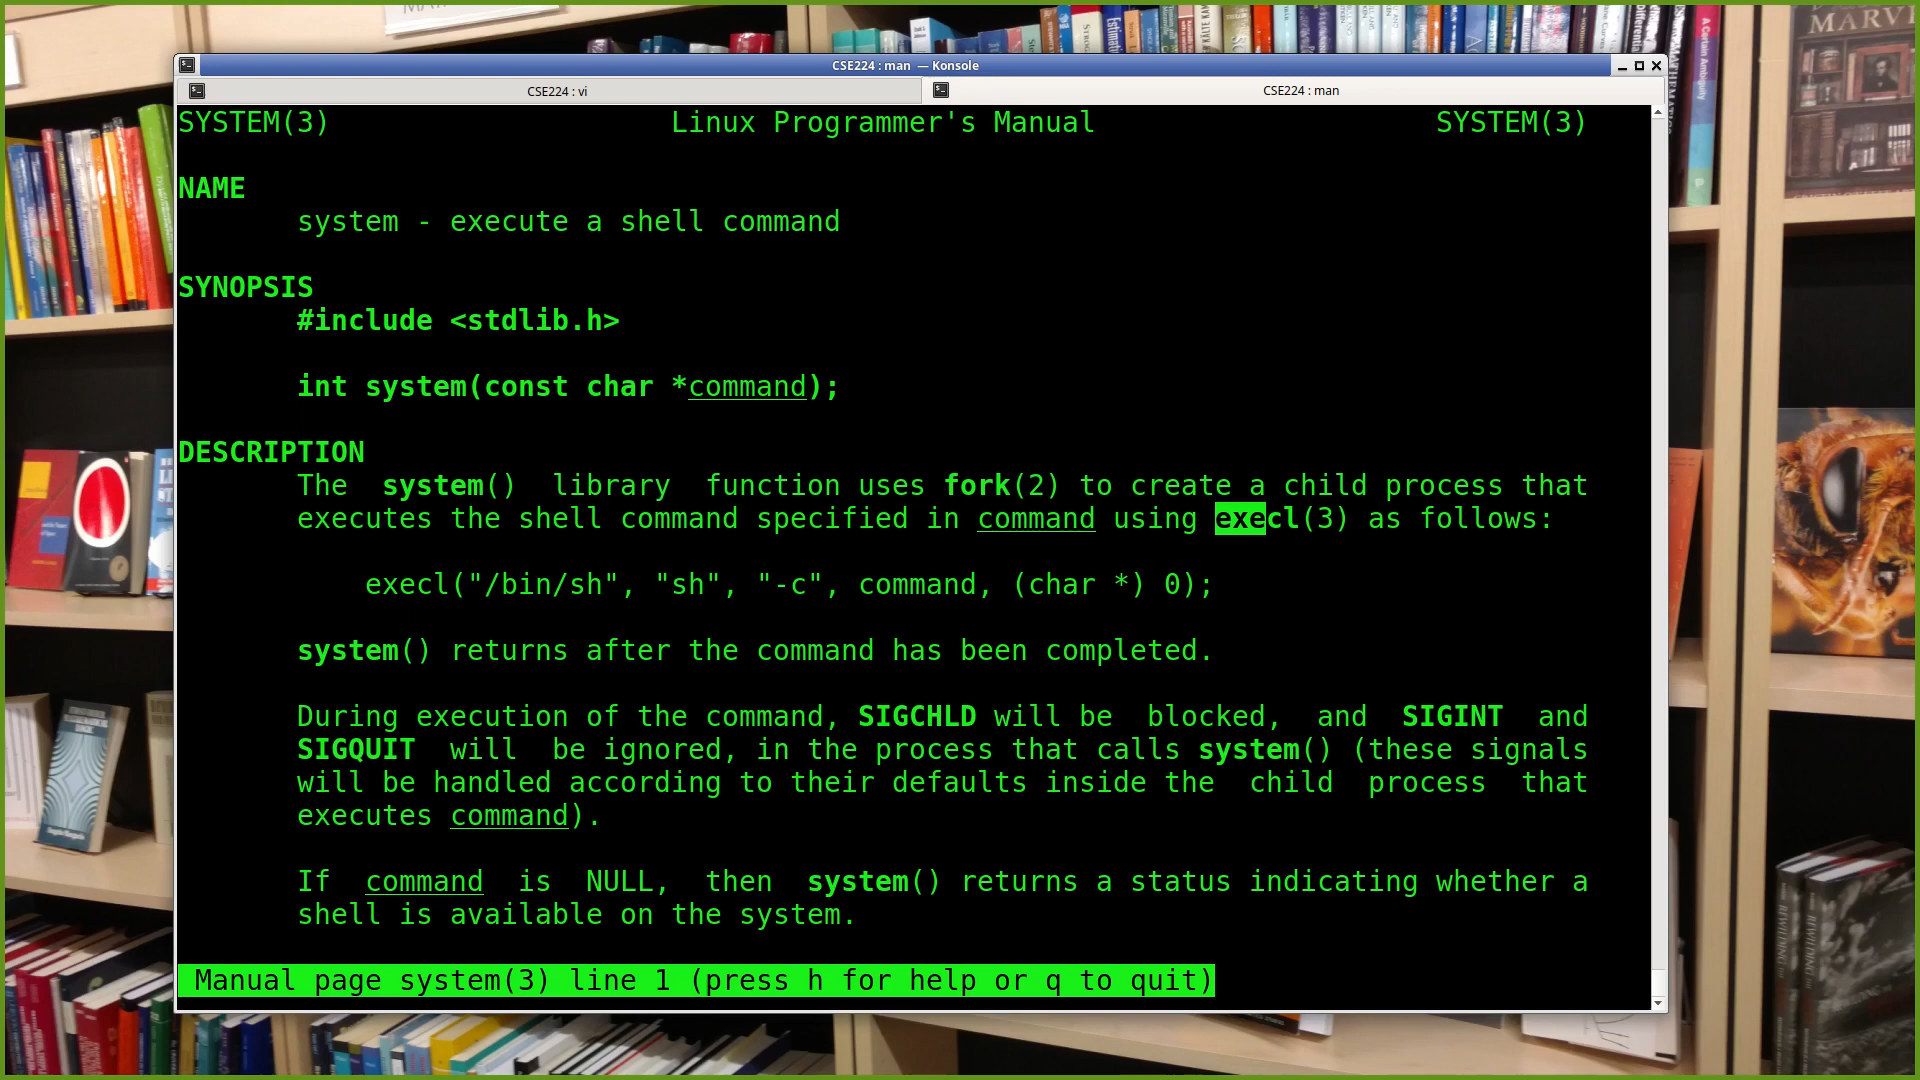 CSE224 : man — Konsole
CSE224 : vi
CSE224 : man
SYSTEM(3) Linux Programmer's Manual SYSTEM(3)
NAME
system - execute a shell command
SYNOPSIS
#include <stdlib.h>
int system(const char *command);
DESCRIPTION
The system() library function uses fork(2) to create a child process that
executes the shell command specified in command using execl(3) as follows:
execl("/bin/sh", "sh", "-c", command, (char *) 0);
system() returns after the command has been completed.
During execution of the command, SIGCHLD will be blocked, and SIGINT and
SIGQUIT will be ignored, in the process that calls system() (these signals
will be handled according to their defaults inside the child process that
executes command).
If command is NULL, then system() returns a status indicating whether a
shell is available on the system.
Manual page system(3) line 1 (press h for help or q to quit)
MARV
A Certain Ambiguity
REWILDING
REWILDING